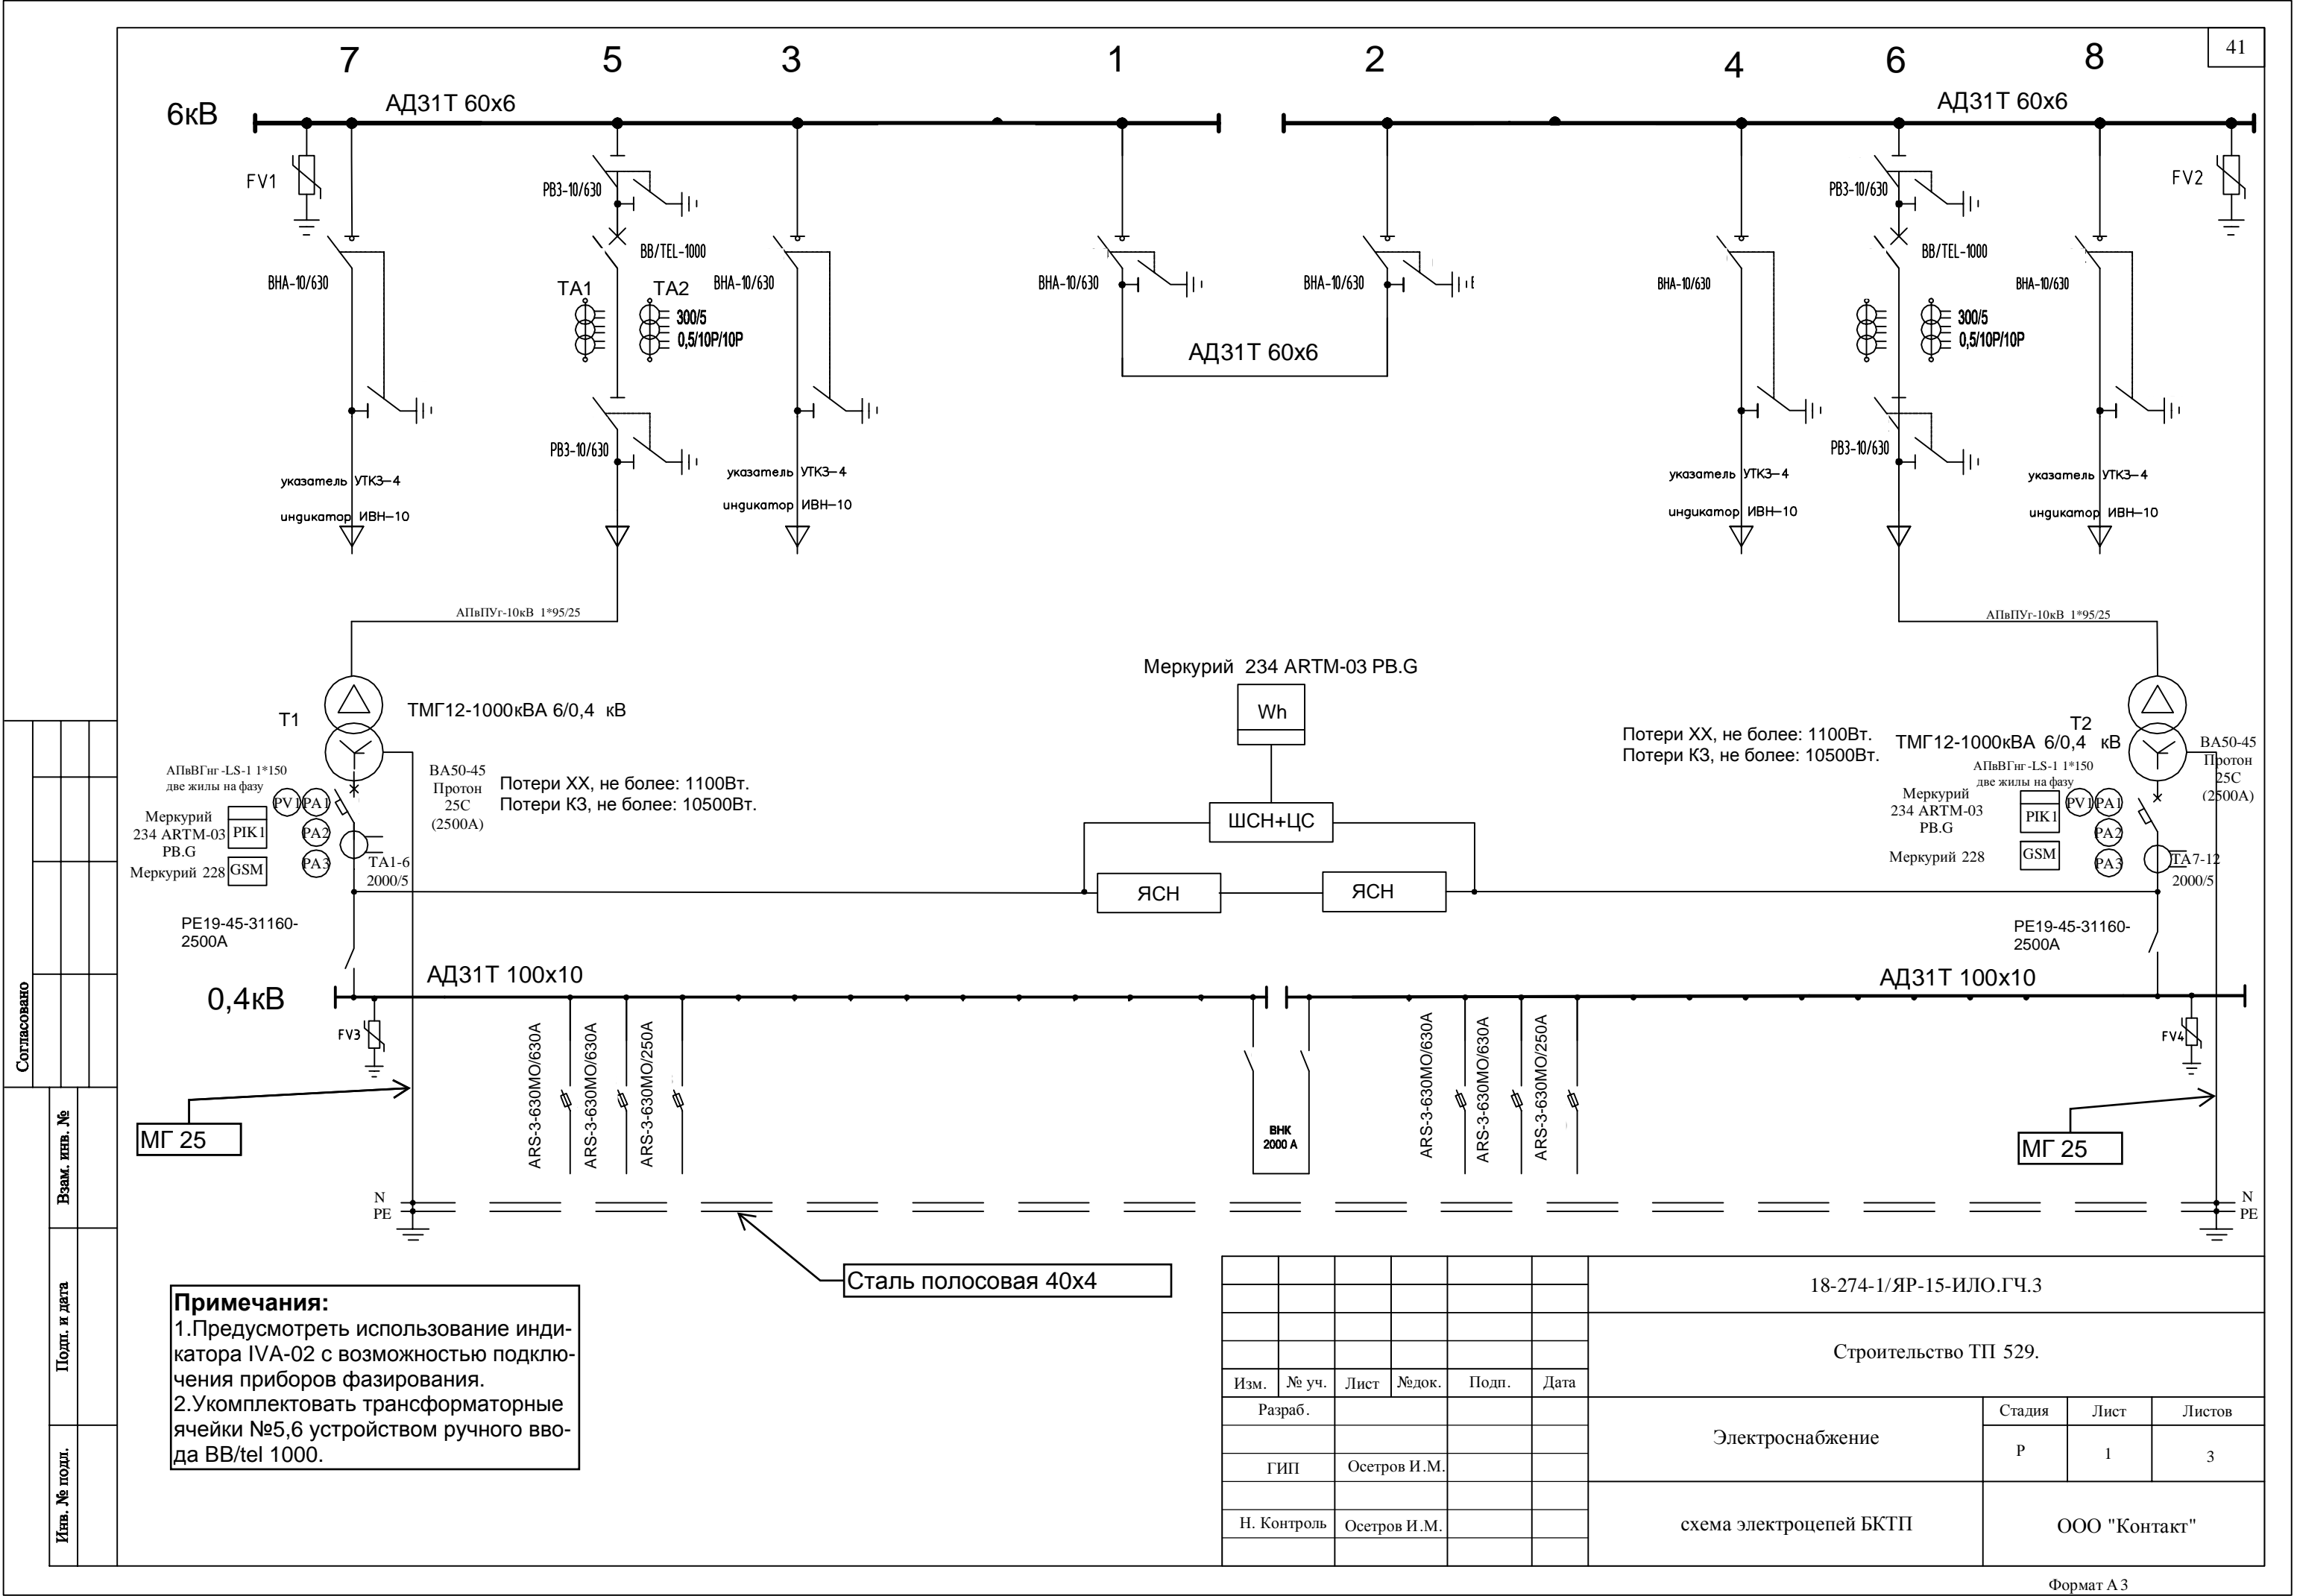 41
7
5
3
1
2
4
6
8
6кВ
АД31Т 60х6
АД31Т 60х6
FV1
РВЗ-10/630
РВЗ-10/630
FV2
ВВ/TEL-1000
ВВ/TEL-1000
ВНА-10/630
ВНА-10/630
ВНА-10/630
ВНА-10/630
ВНА-10/630
ВНА-10/630
ТА1
ТА2
300/5
0,5/10Р/10Р
300/5
0,5/10Р/10Р
АД31Т 60х6
РВЗ-10/630
РВЗ-10/630
указатель УТКЗ-4
индикатор ИВН-10
указатель УТКЗ-4
индикатор ИВН-10
указатель УТКЗ-4
индикатор ИВН-10
указатель УТКЗ-4
индикатор ИВН-10
АПвПУг-10кВ 1*95/25
АПвПУг-10кВ 1*95/25
Меркурий 234 ARTM-03 PB.G
Wh
ШСН+ЦС
ЯСН
ЯСН
Т1
ТМГ12-1000кВА 6/0,4 кВ
АПвВГнг-LS-1 1*150
две жилы на фазу
Меркурий
234 ARTM-03
PB.G
Меркурий 228
PIK1
GSM
PV1
PA1
PA2
PA3
ТА1-6
2000/5
ВА50-45
Протон
25С
(2500А)
Потери ХХ, не более: 1100Вт.
Потери КЗ, не более: 10500Вт.
Потери ХХ, не более: 1100Вт.
Потери КЗ, не более: 10500Вт.
Т2
ТМГ12-1000кВА 6/0,4 кВ
АПвВГнг-LS-1 1*150
две жилы на фазу
Меркурий
234 ARTM-03
PB.G
Меркурий 228
PIK1
GSM
PV1
PA1
PA2
PA3
ТА7-12
2000/5
ВА50-45
Протон
25С
(2500А)
РЕ19-45-31160-
2500А
РЕ19-45-31160-
2500А
0,4кВ
АД31Т 100х10
АД31Т 100х10
FV3
FV4
ARS-3-630МО/630А
ARS-3-630МО/630А
ARS-3-630МО/250А
ВНК
2000 А
ARS-3-630МО/630А
ARS-3-630МО/630А
ARS-3-630МО/250А
МГ 25
МГ 25
N
PE
N
PE
Сталь полосовая 40х4
Примечания:
1.Предусмотреть использование инди-
катора IVA-02 с возможностью подклю-
чения приборов фазирования.
2.Укомплектовать трансформаторные
ячейки №5,6 устройством ручного вво-
да BB/tel 1000.
Согласовано
Взам. инв. №
Подп. и дата
Инв. № подл.
18-274-1/ЯР-15-ИЛО.ГЧ.3
Строительство ТП 529.
Изм.
№ уч.
Лист
№док.
Подп.
Дата
Разраб.
ГИП
Осетров И.М.
Н. Контроль
Осетров И.М.
Электроснабжение
Стадия
Лист
Листов
Р
1
3
схема электроцепей БКТП
ООО "Контакт"
Формат А3